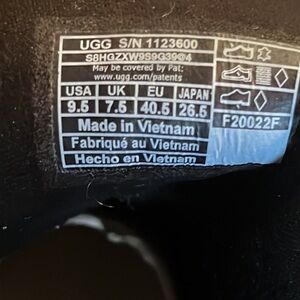 UGG S/N 1123600
S8HGZXW9S9G39G4
May be covered by Pat:
www.ugg.com/patents
USA UK EU JAPAN
9.5 7.5 40.5 26.5
F20022F
Made in Vietnam
Fabriqué au Vietnam
Hecho en Vietnam